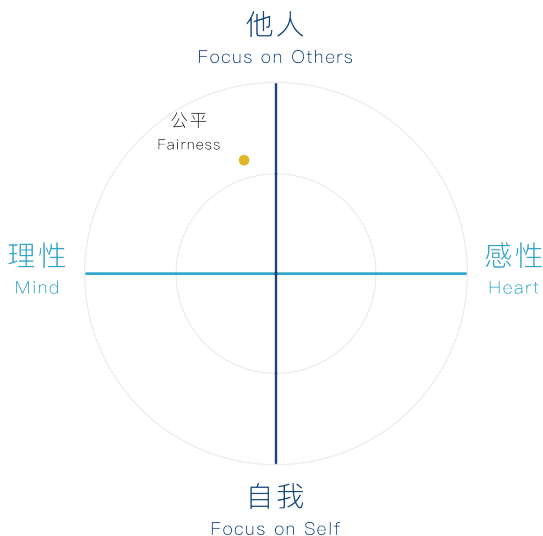 他人
Focus on Others
公平
Fairness
理性
Mind
感性
Heart
自我
Focus on Self